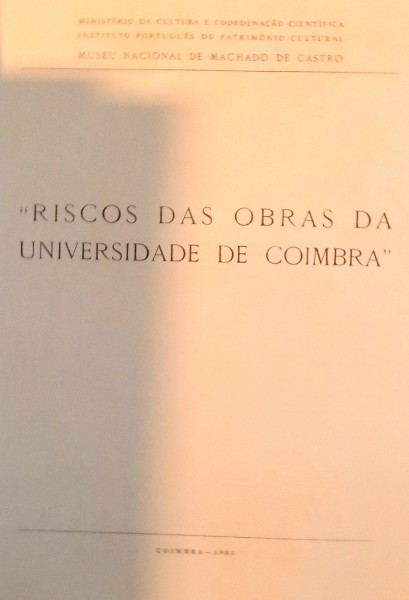 MINISTÉRIO DA CULTURA E COORDENAÇÃO CIENTÍFICA
INSTITUTO PORTUGUÊS DO PATRIMÓNIO CULTURAL
MUSEU NACIONAL DE MACHADO DE CASTRO
"RISCOS DAS OBRAS DA
UNIVERSIDADE DE COIMBRA"
COIMBRA –